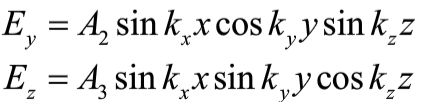 E_y = A_2 sin k_x x cos k_y y sin k_z z
E_z = A_3 sin k_x x sin k_y y cos k_z z